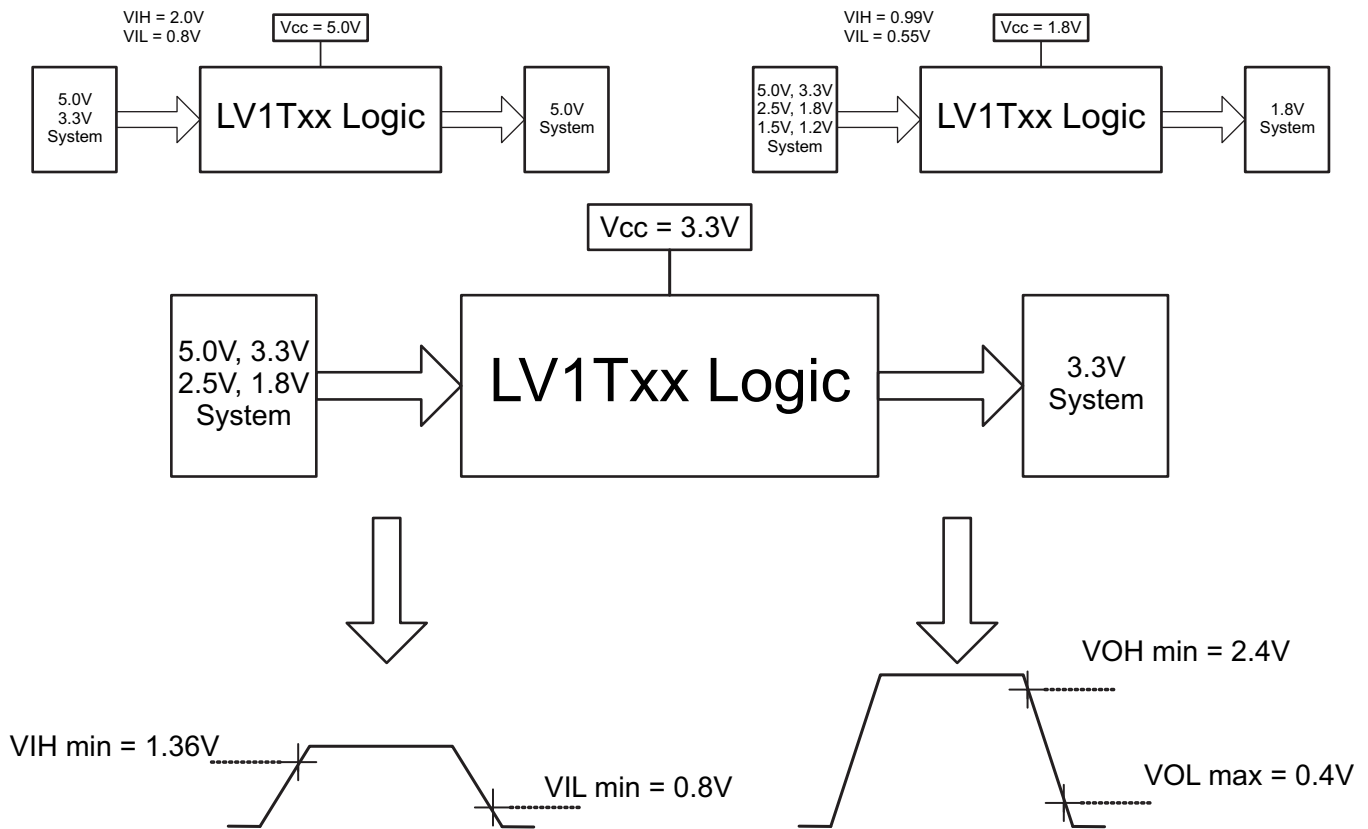 VIH = 2.0V
VIL = 0.8V
Vcc = 5.0V
5.0V
3.3V
System
LV1Txx Logic
5.0V
System
VIH = 0.99V
VIL = 0.55V
Vcc = 1.8V
5.0V, 3.3V
2.5V, 1.8V
1.5V, 1.2V
System
LV1Txx Logic
1.8V
System
Vcc = 3.3V
5.0V, 3.3V
2.5V, 1.8V
System
LV1Txx Logic
3.3V
System
VIH min = 1.36V
VIL min = 0.8V
VOH min = 2.4V
VOL max = 0.4V